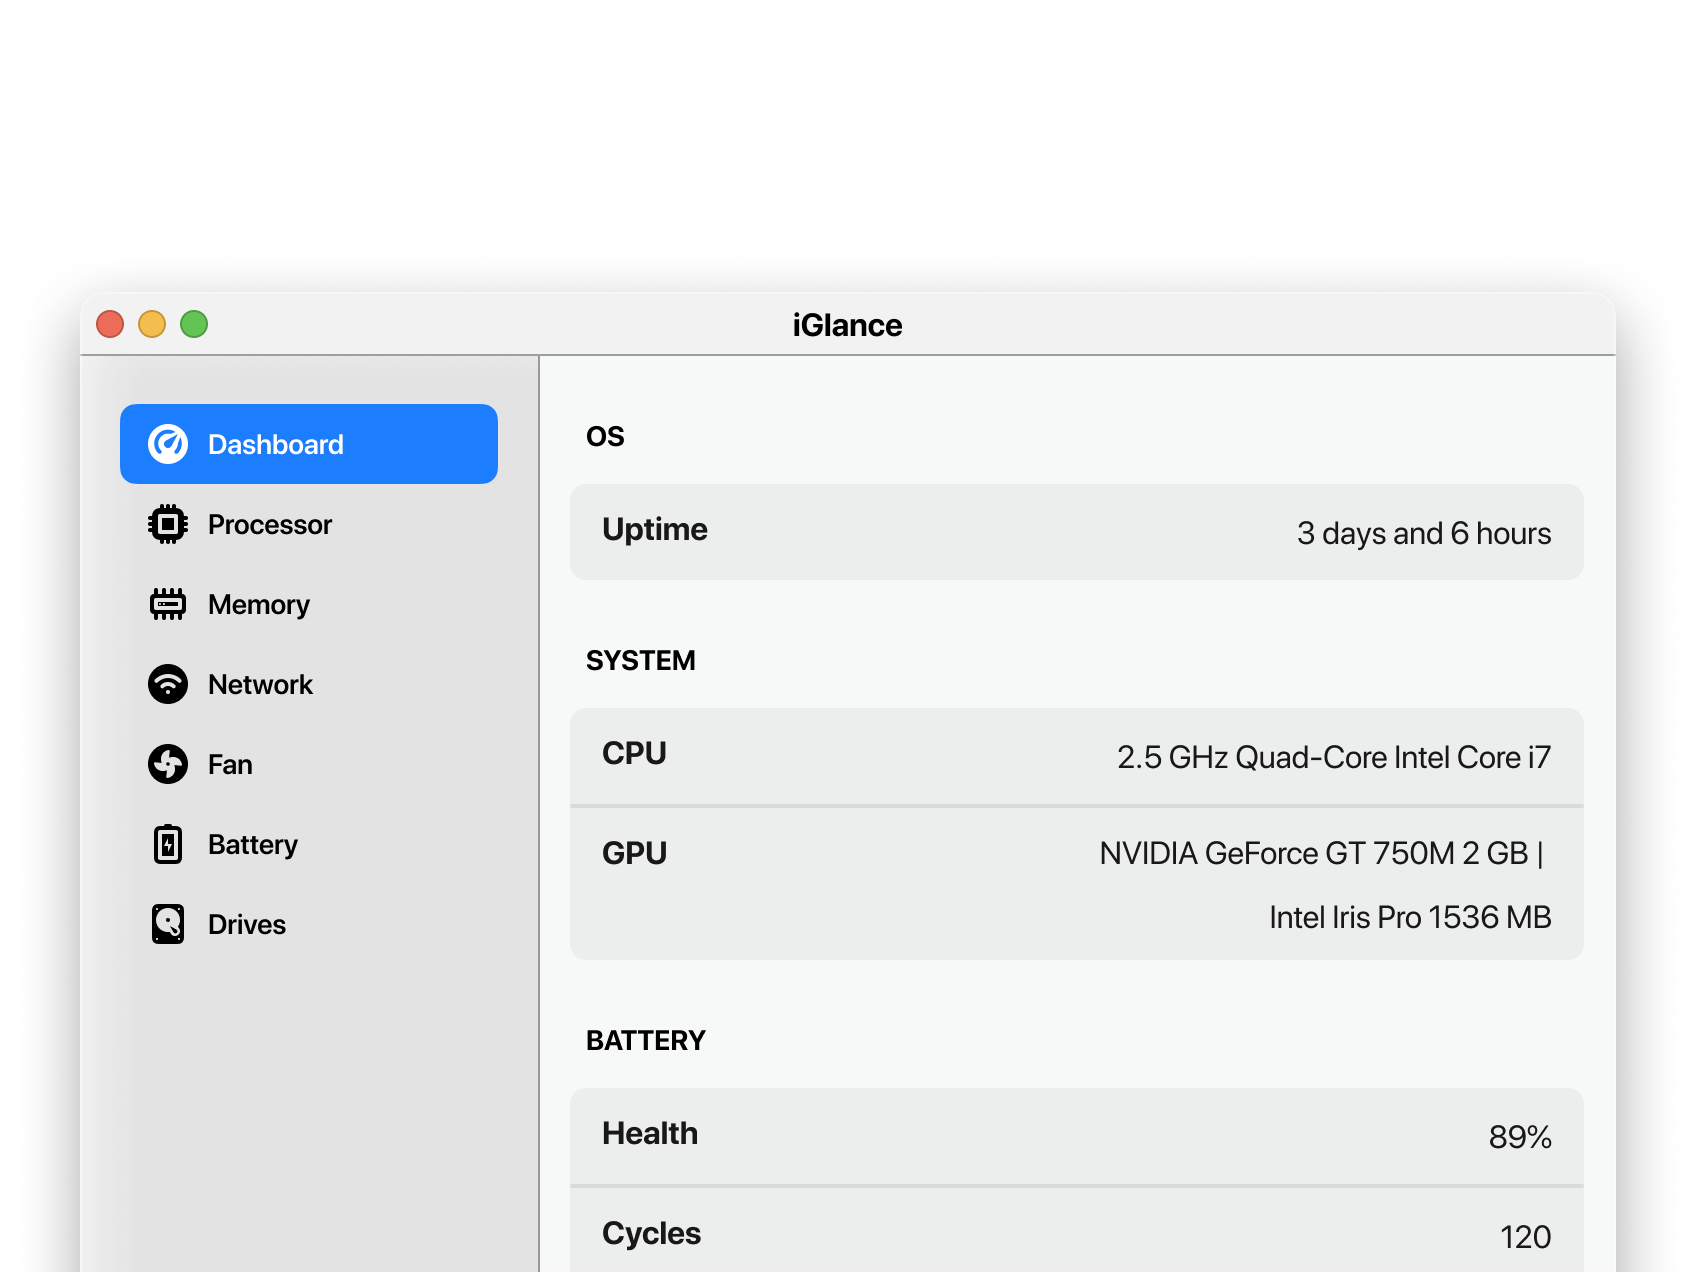 iGlance
Dashboard
Processor
Memory
Network
Fan
Battery
Drives
OS
Uptime 3 days and 6 hours
SYSTEM
CPU 2.5 GHz Quad-Core Intel Core i7
GPU NVIDIA GeForce GT 750M 2 GB |
Intel Iris Pro 1536 MB
BATTERY
Health 89%
Cycles 120